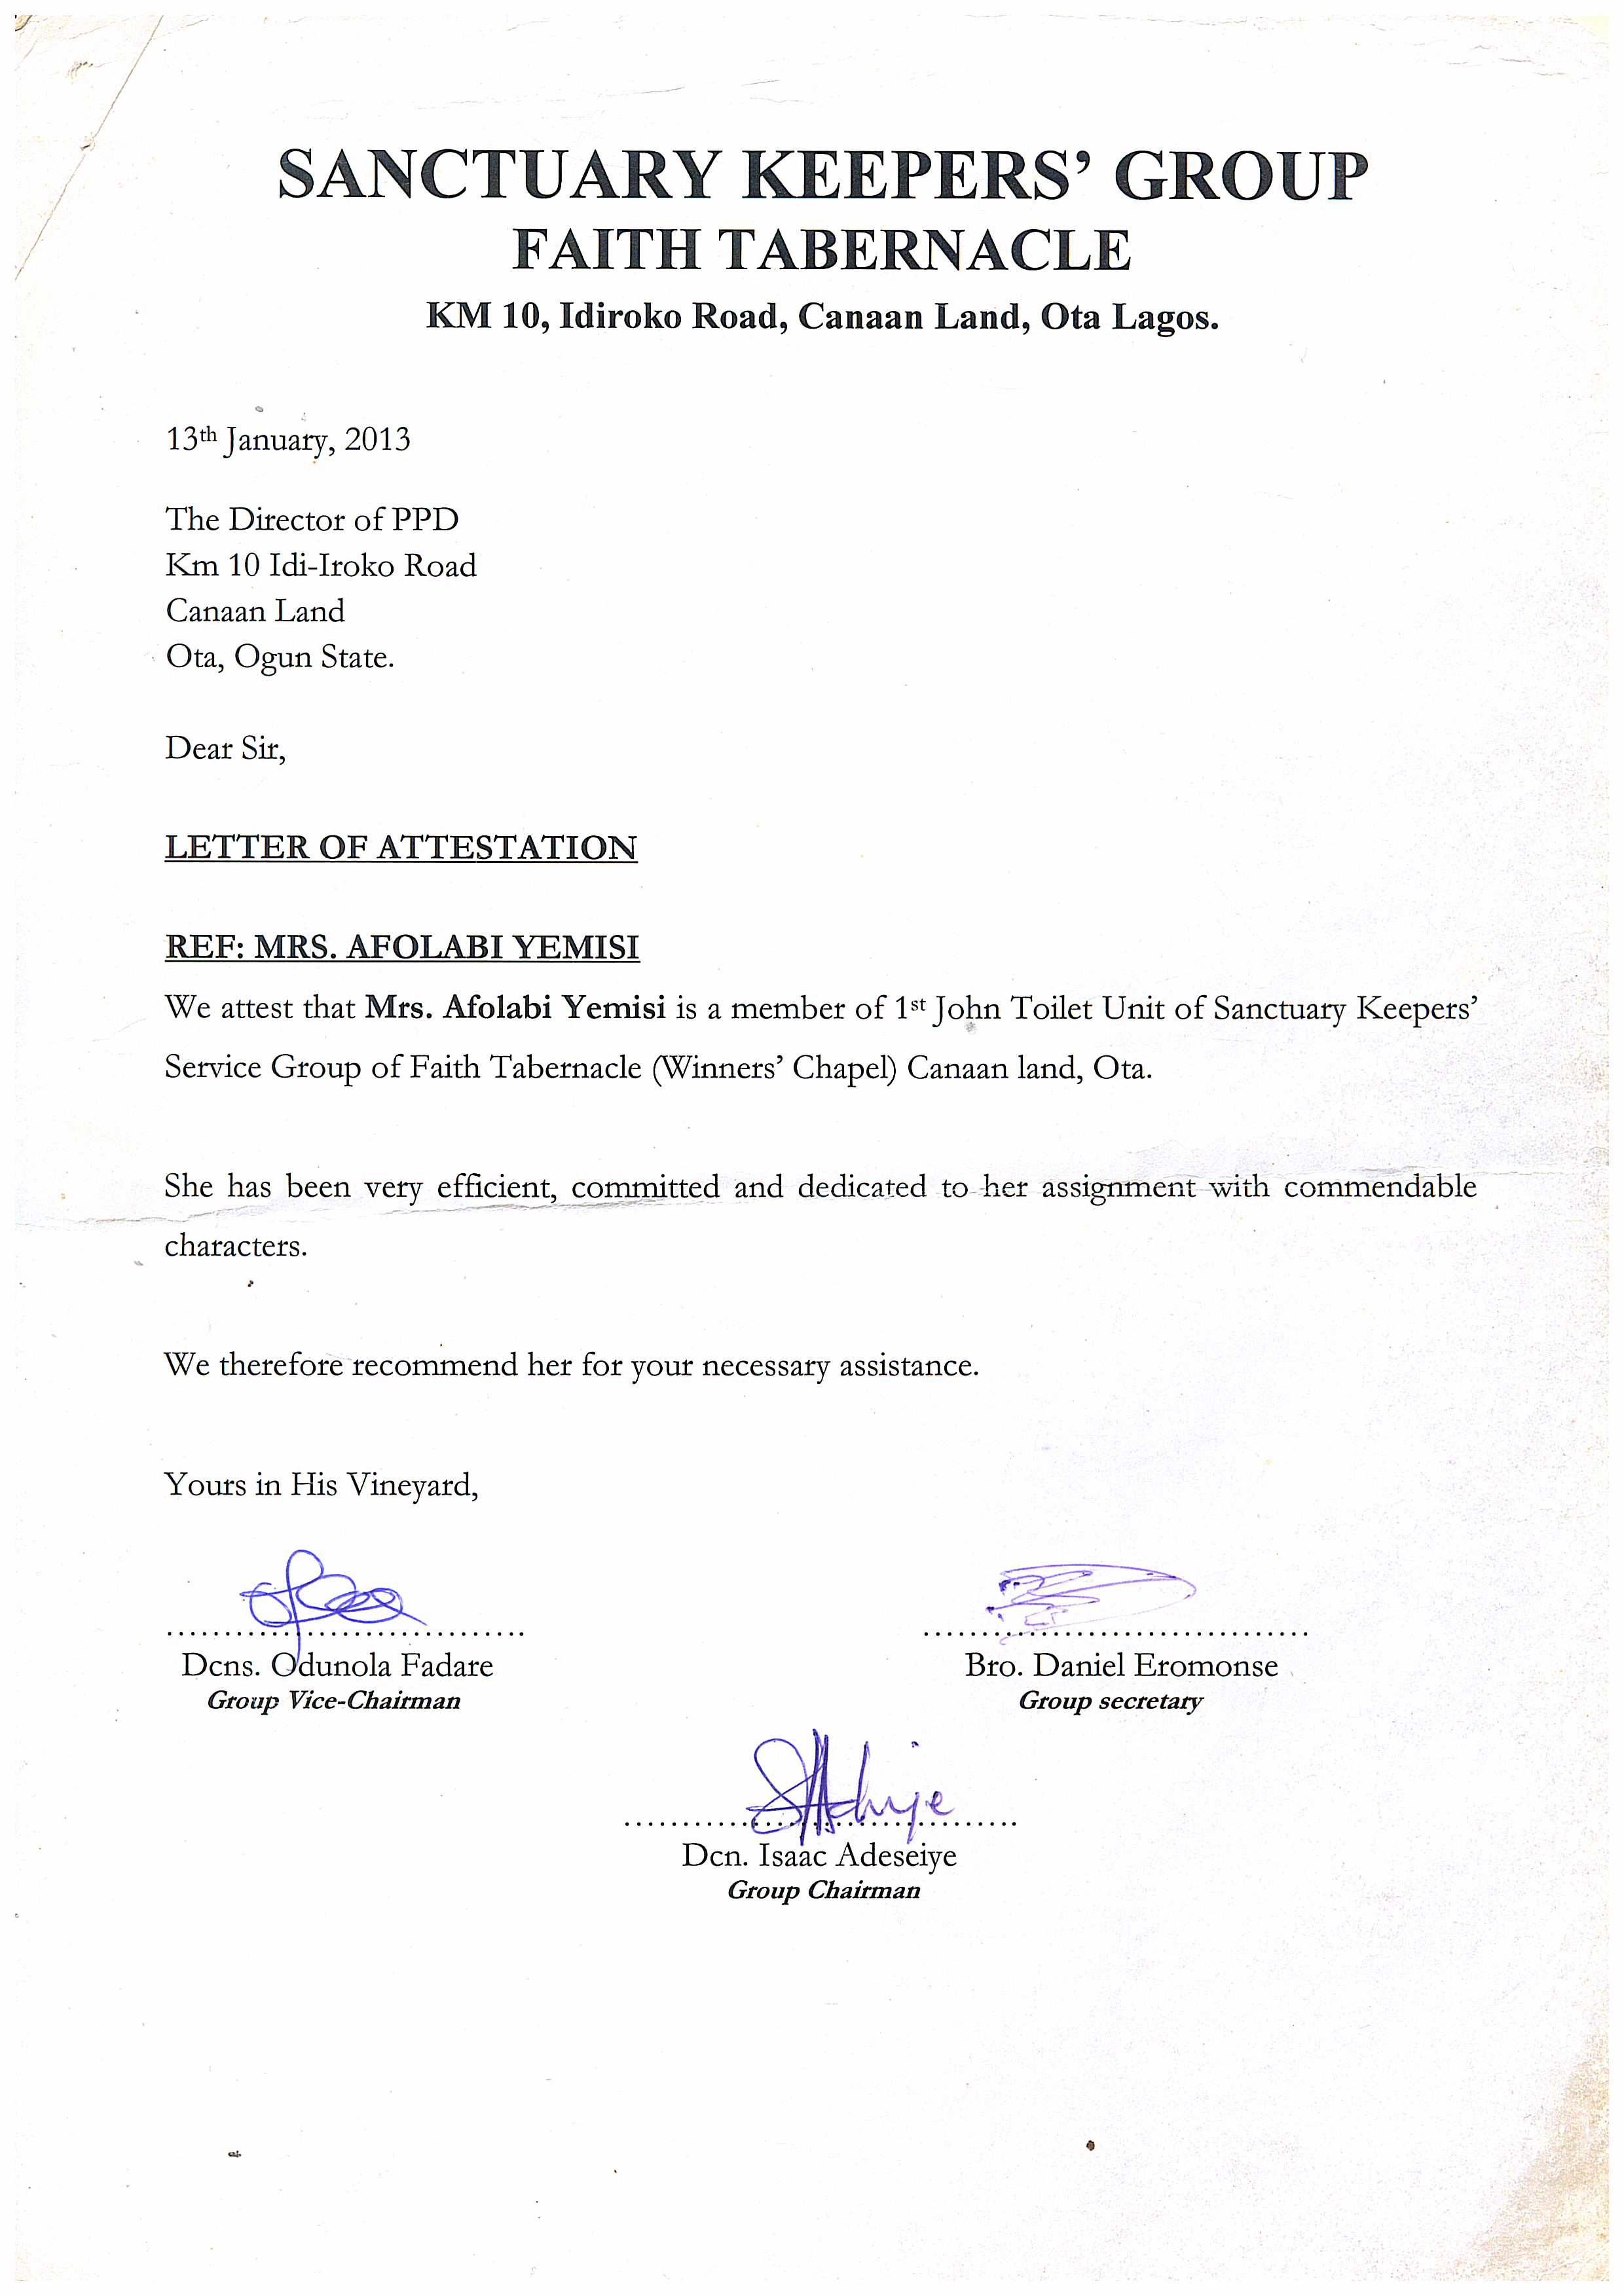 SANCTUARY KEEPERS’ GROUP
FAITH TABERNACLE
KM 10, Idiroko Road, Canaan Land, Ota Lagos.
13th January, 2013
The Director of PPD
Km 10 Idi-Iroko Road
Canaan Land
Ota, Ogun State.
Dear Sir,
LETTER OF ATTESTATION
REF: MRS. AFOLABI YEMISI
We attest that Mrs. Afolabi Yemisi is a member of 1st John Toilet Unit of Sanctuary Keepers’
Service Group of Faith Tabernacle (Winners’ Chapel) Canaan land, Ota.
She has been very efficient, committed and dedicated to her assignment with commendable
characters.
We therefore recommend her for your necessary assistance.
Yours in His Vineyard,
Dcns. Odunola Fadare
Group Vice-Chairman
Bro. Daniel Eromonse
Group secretary
Dcn. Isaac Adeseiye
Group Chairman